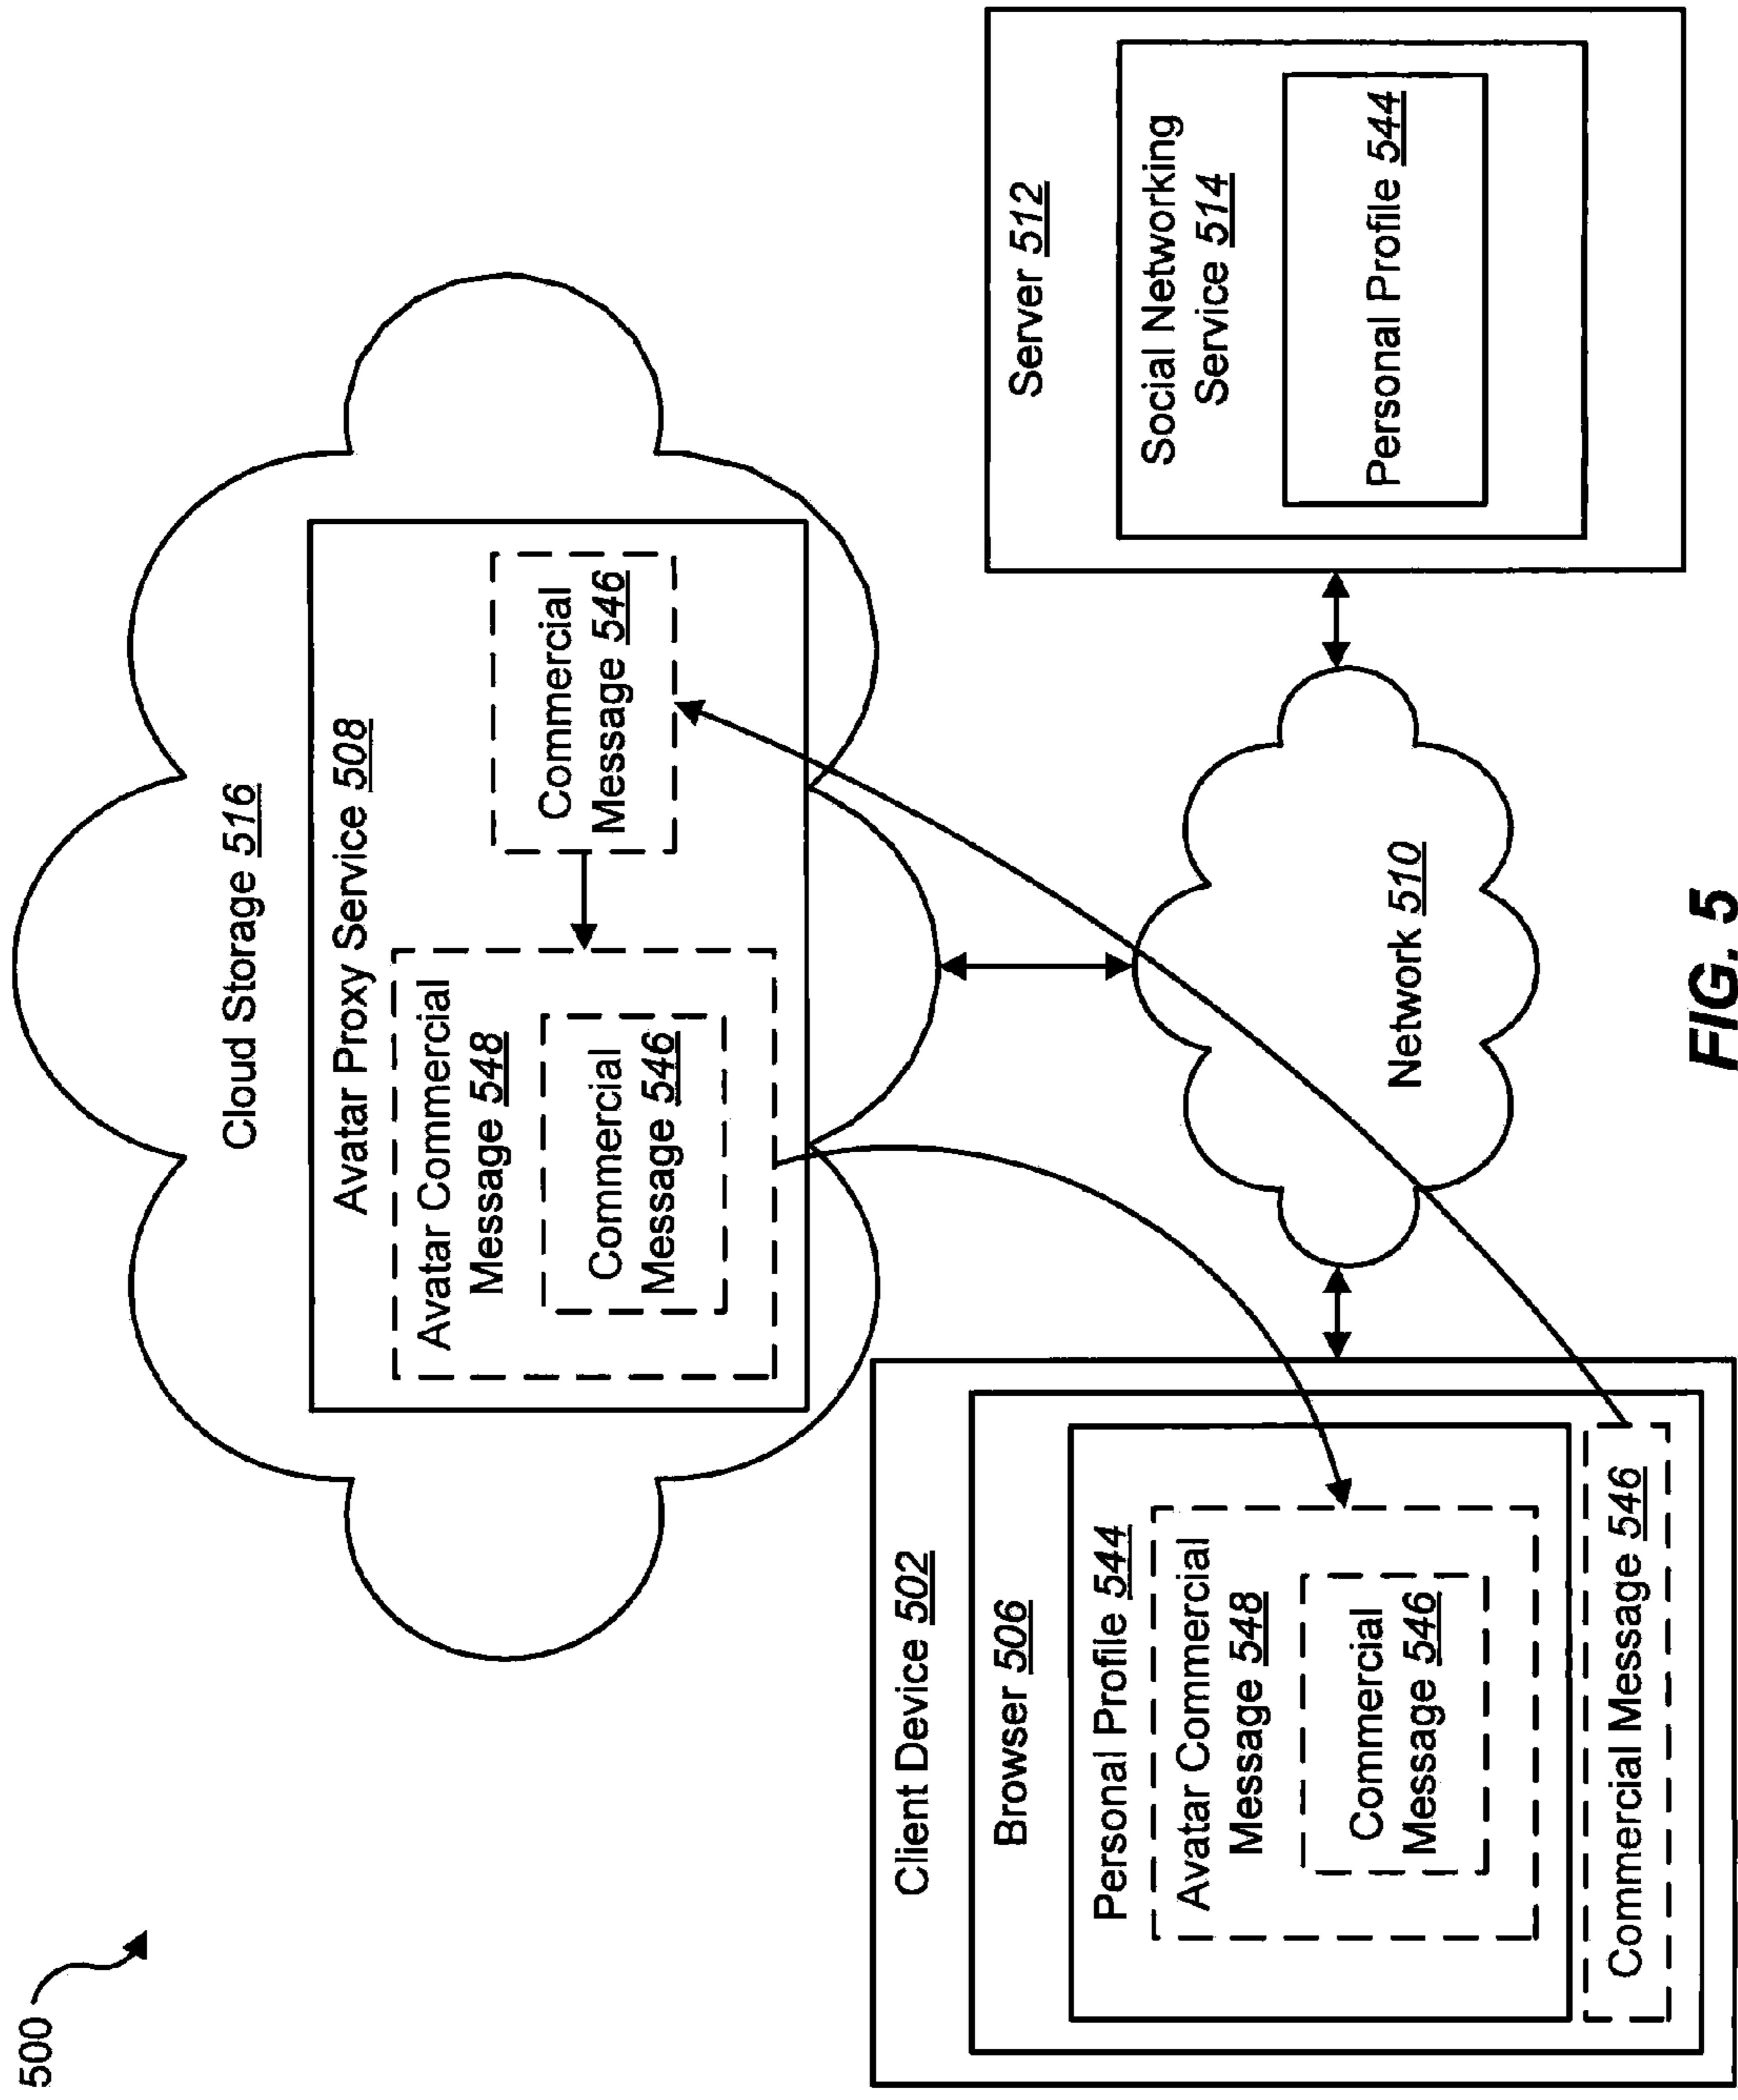 500
Cloud Storage 516
Avatar Proxy Service 508
Avatar Commercial
Message 548
Commercial
Message 546
Commercial
Message 546
Client Device 502
Browser 506
Personal Profile 544
Avatar Commercial
Message 548
Commercial
Message 546
Commercial Message 546
Network 510
Server 512
Social Networking
Service 514
Personal Profile 544
FIG. 5